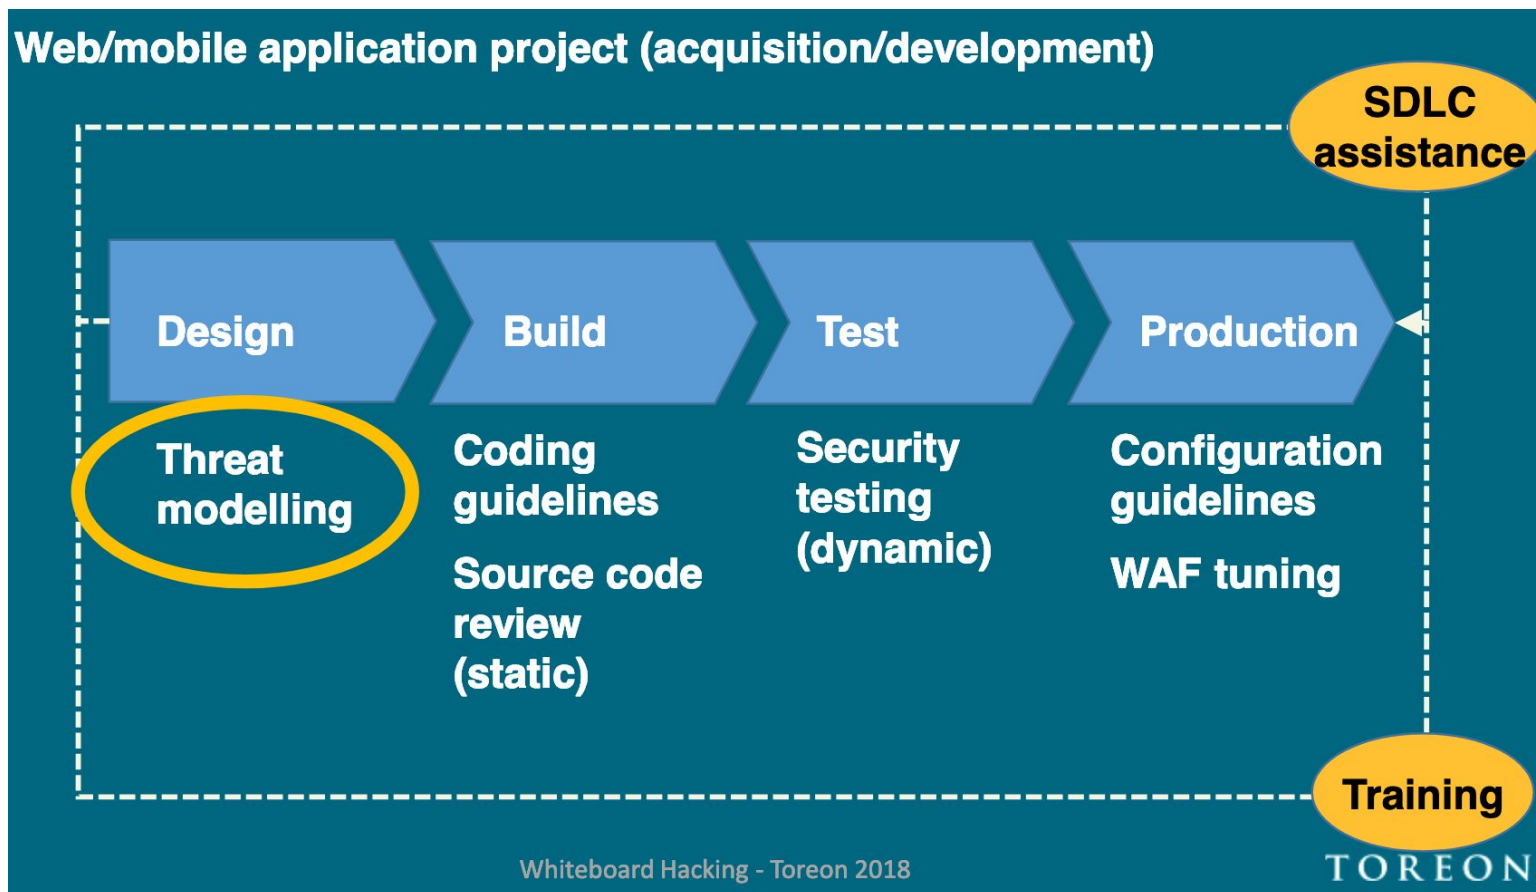 Web/mobile application project (acquisition/development)
SDLC
assistance
Design
Build
Test
Production
Threat
modelling
Coding
guidelines
Source code
review
(static)
Security
testing
(dynamic)
Configuration
guidelines
WAF tuning
Training
Whiteboard Hacking - Toreon 2018
TOREON